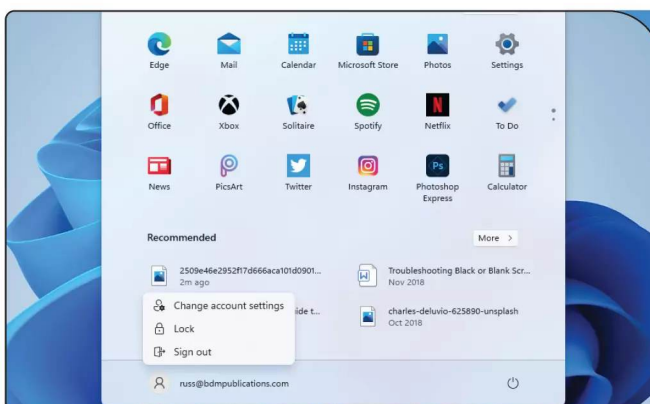 Edge Mail Calendar Microsoft Store Photos Settings
Office Xbox Solitaire Spotify Netflix To Do
News PicsArt Twitter Instagram Photoshop Express Calculator
Recommended More >
2509e46e2952f17d666aca101d0901...
2m ago
Troubleshooting Black or Blank Scr...
Nov 2018
Change account settings
Lock
Sign out
ide t...
charles-deluvio-625890-unsplash
Oct 2018
russ@bdmpublications.com